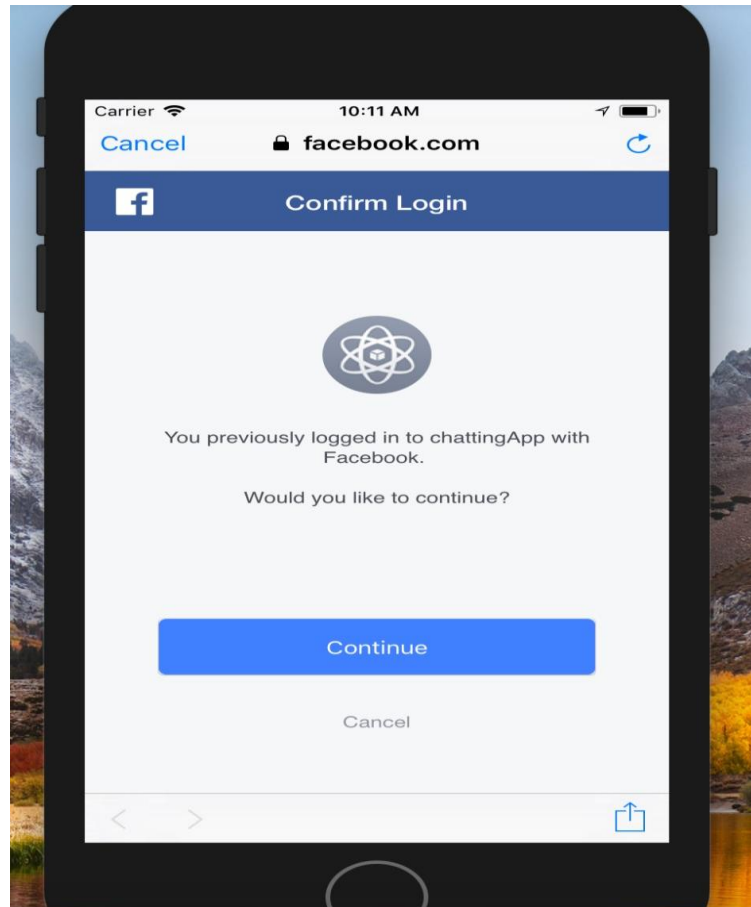 Carrier 10:11 AM
Cancel facebook.com
f Confirm Login
You previously logged in to chattingApp with
Facebook.
Would you like to continue?
Continue
Cancel